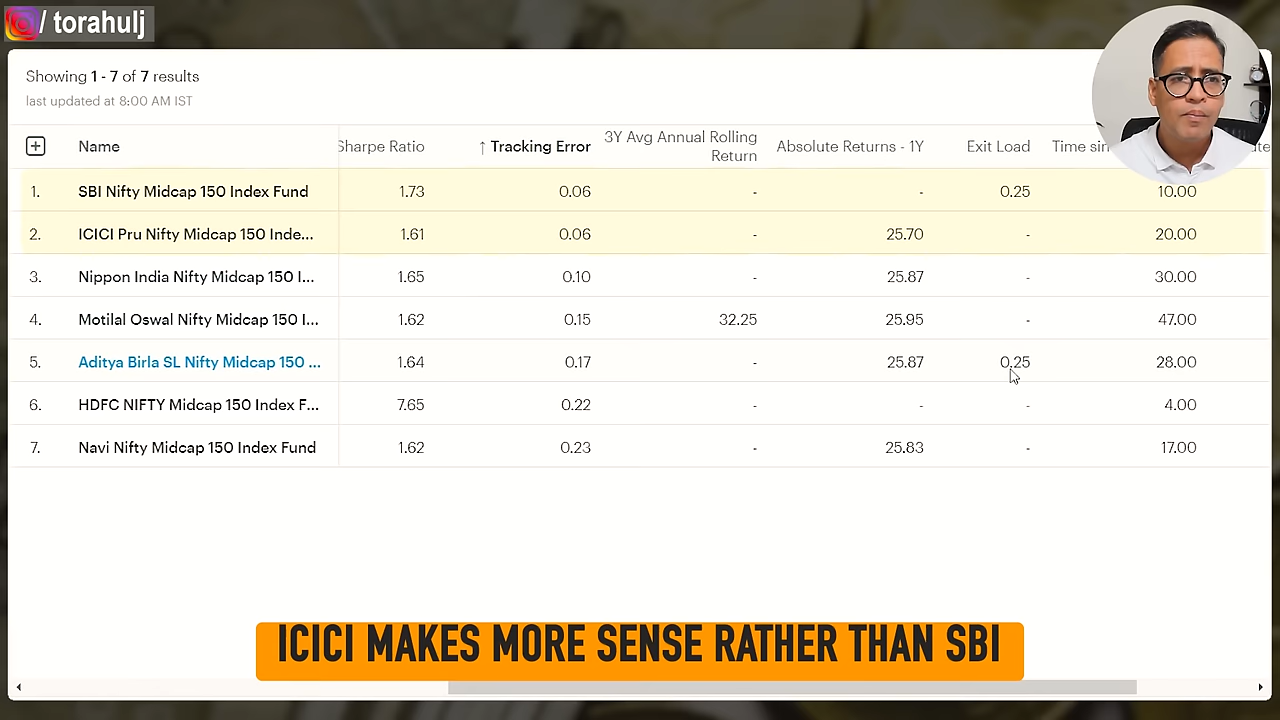 / torahulj
Showing 1 - 7 of 7 results
last updated at 8:00 AM IST
Name Sharpe Ratio ↑ Tracking Error 3Y Avg Annual Rolling Return Absolute Returns - 1Y Exit Load Time
1. SBI Nifty Midcap 150 Index Fund 1.73 0.06 - - 0.25 10.00
2. ICICI Pru Nifty Midcap 150 Inde... 1.61 0.06 - 25.70 - 20.00
3. Nippon India Nifty Midcap 150 I... 1.65 0.10 - 25.87 - 30.00
4. Motilal Oswal Nifty Midcap 150 I... 1.62 0.15 32.25 25.95 - 47.00
5. Aditya Birla SL Nifty Midcap 150 ... 1.64 0.17 - 25.87 0.25 28.00
6. HDFC NIFTY Midcap 150 Index F... 7.65 0.22 - - - 4.00
7. Navi Nifty Midcap 150 Index Fund 1.62 0.23 - 25.83 - 17.00
ICICI MAKES MORE SENSE RATHER THAN SBI